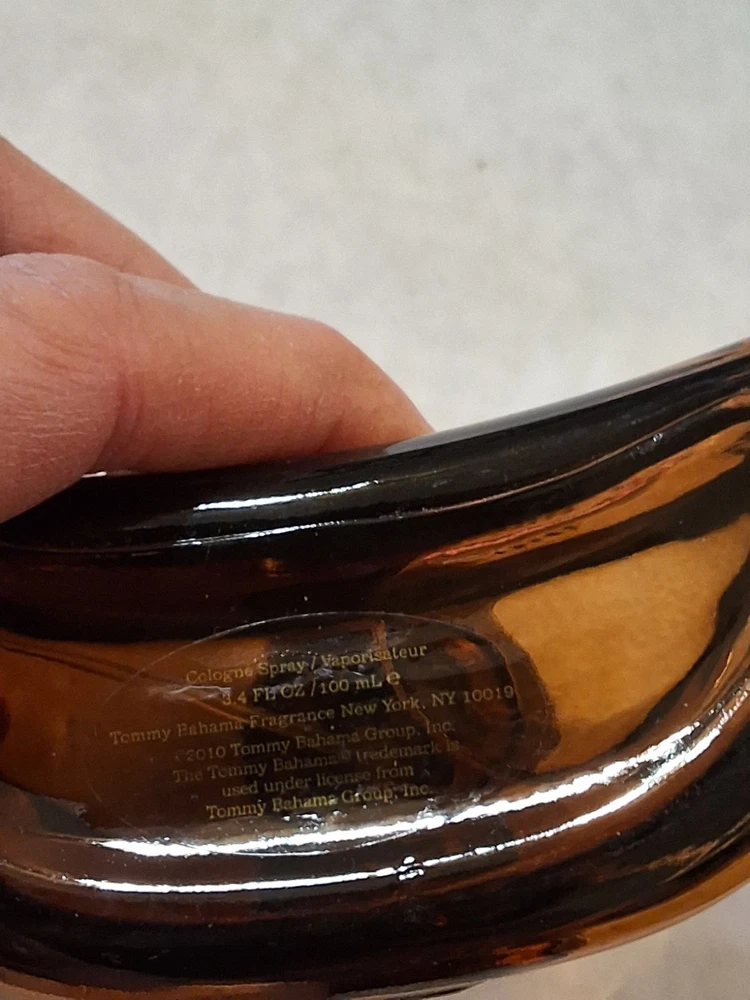 Cologne Spray / Vaporisateur
3.4 FL OZ / 100 mL ℮
Tommy Bahama Fragrance New York, NY 10019
©2010 Tommy Bahama Group, Inc.
The Tommy Bahama® trademark is
used under license from
Tommy Bahama Group, Inc.